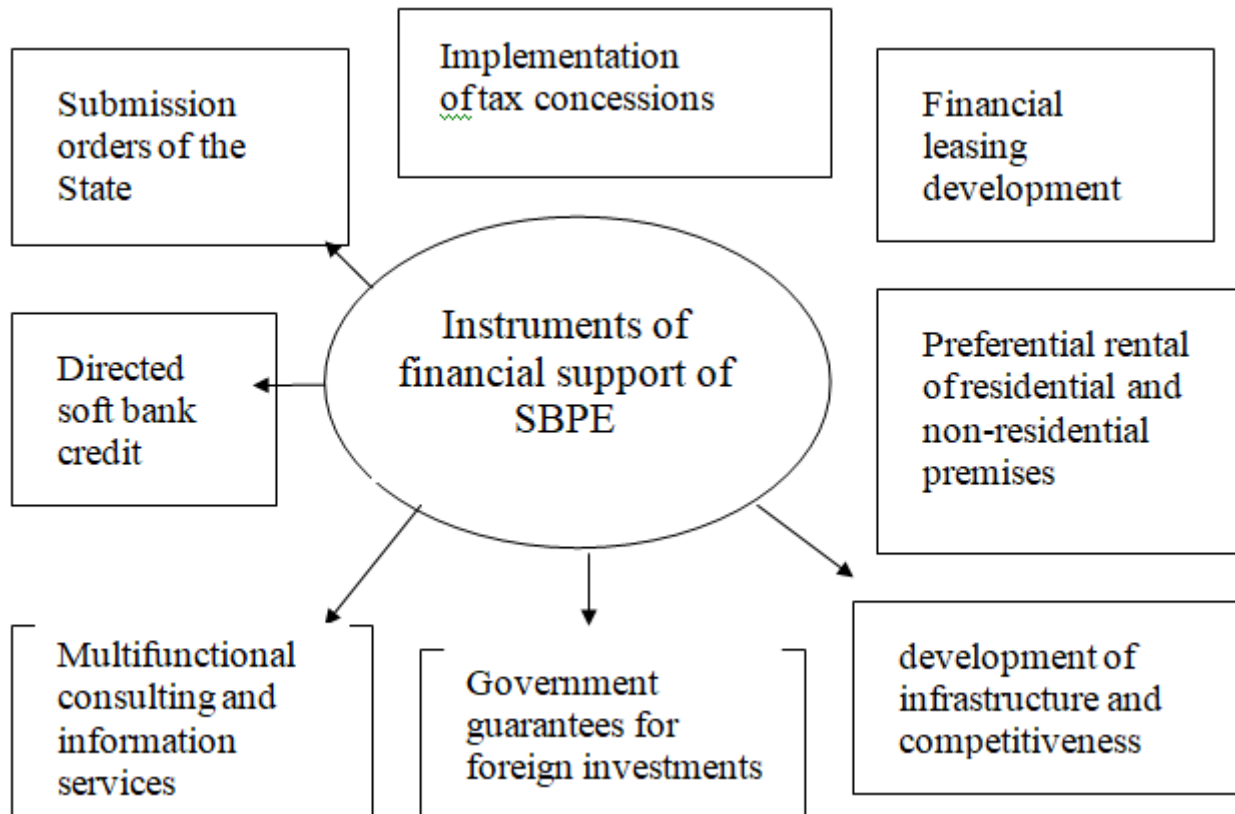 Implementation
of tax concessions
Submission
orders of the
State
Financial
leasing
development
Instruments of
financial support of
SBPE
Directed
soft bank
credit
Preferential rental
of residential and
non-residential
premises
Multifunctional
consulting and
information
services
Government
guarantees for
foreign investments
development of
infrastructure and
competitiveness